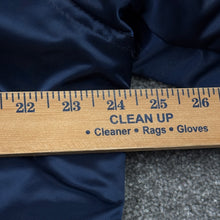 22 23 24 25 26
CLEAN UP
• Cleaner • Rags • Gloves